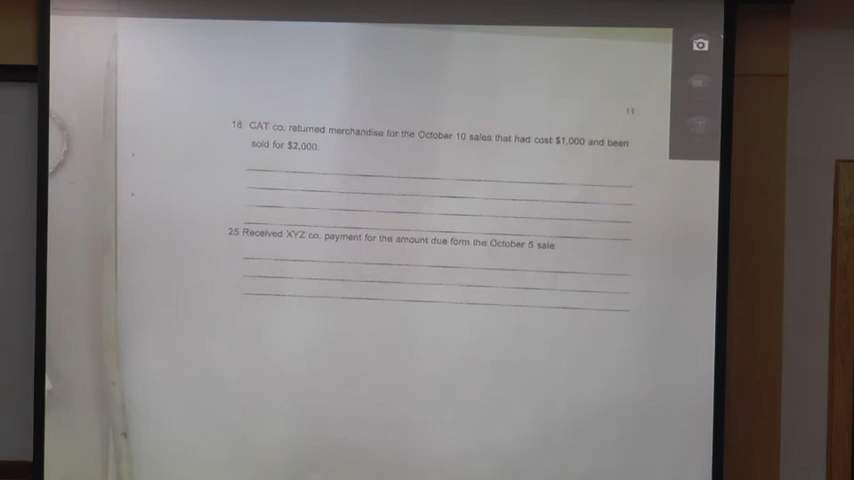 11
18 CAT co. returned merchandise for the October 10 sales that had cost $1,000 and been
sold for $2,000.
25 Received XYZ co. payment for the amount due form the October 5 sale